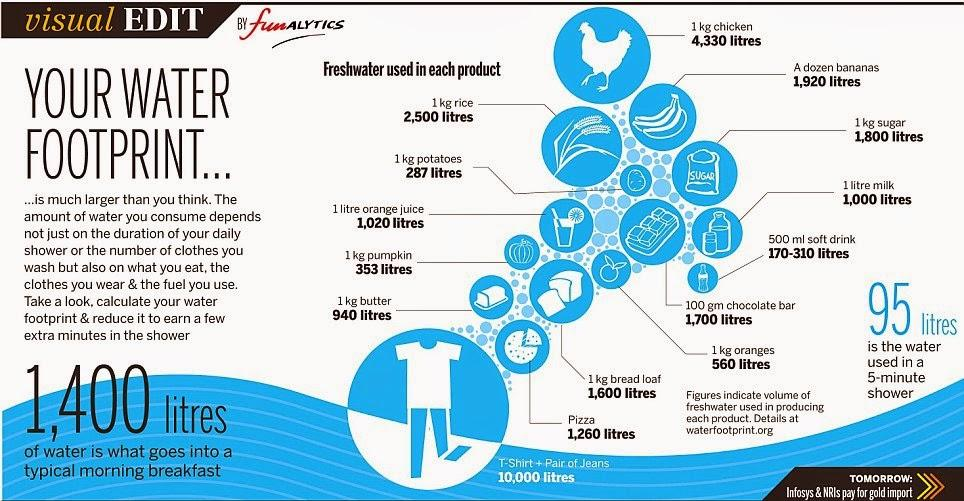 visual EDIT
BY funALYTICS
YOUR WATER
FOOTPRINT...
...is much larger than you think. The
amount of water you consume depends
not just on the duration of your daily
shower or the number of clothes you
wash but also on what you eat, the
clothes you wear & the fuel you use.
Take a look, calculate your water
footprint & reduce it to earn a few
extra minutes in the shower
1,400 litres
of water is what goes into a
typical morning breakfast
Freshwater used in each product
1 kg chicken
4,330 litres
A dozen bananas
1,920 litres
1 kg rice
2,500 litres
1 kg sugar
1,800 litres
SUGAR
1 kg potatoes
287 litres
1 litre milk
1,000 litres
1 litre orange juice
1,020 litres
500 ml soft drink
170-310 litres
1 kg pumpkin
353 litres
1 kg butter
940 litres
100 gm chocolate bar
1,700 litres
1 kg oranges
560 litres
1 kg bread loaf
1,600 litres
Pizza
1,260 litres
T-Shirt + Pair of Jeans
10,000 litres
Figures indicate volume of
freshwater used in producing
each product. Details at
waterfootprint.org
95 litres
is the water
used in a
5-minute
shower
TOMORROW:
Infosys & NRIs pay for gold import